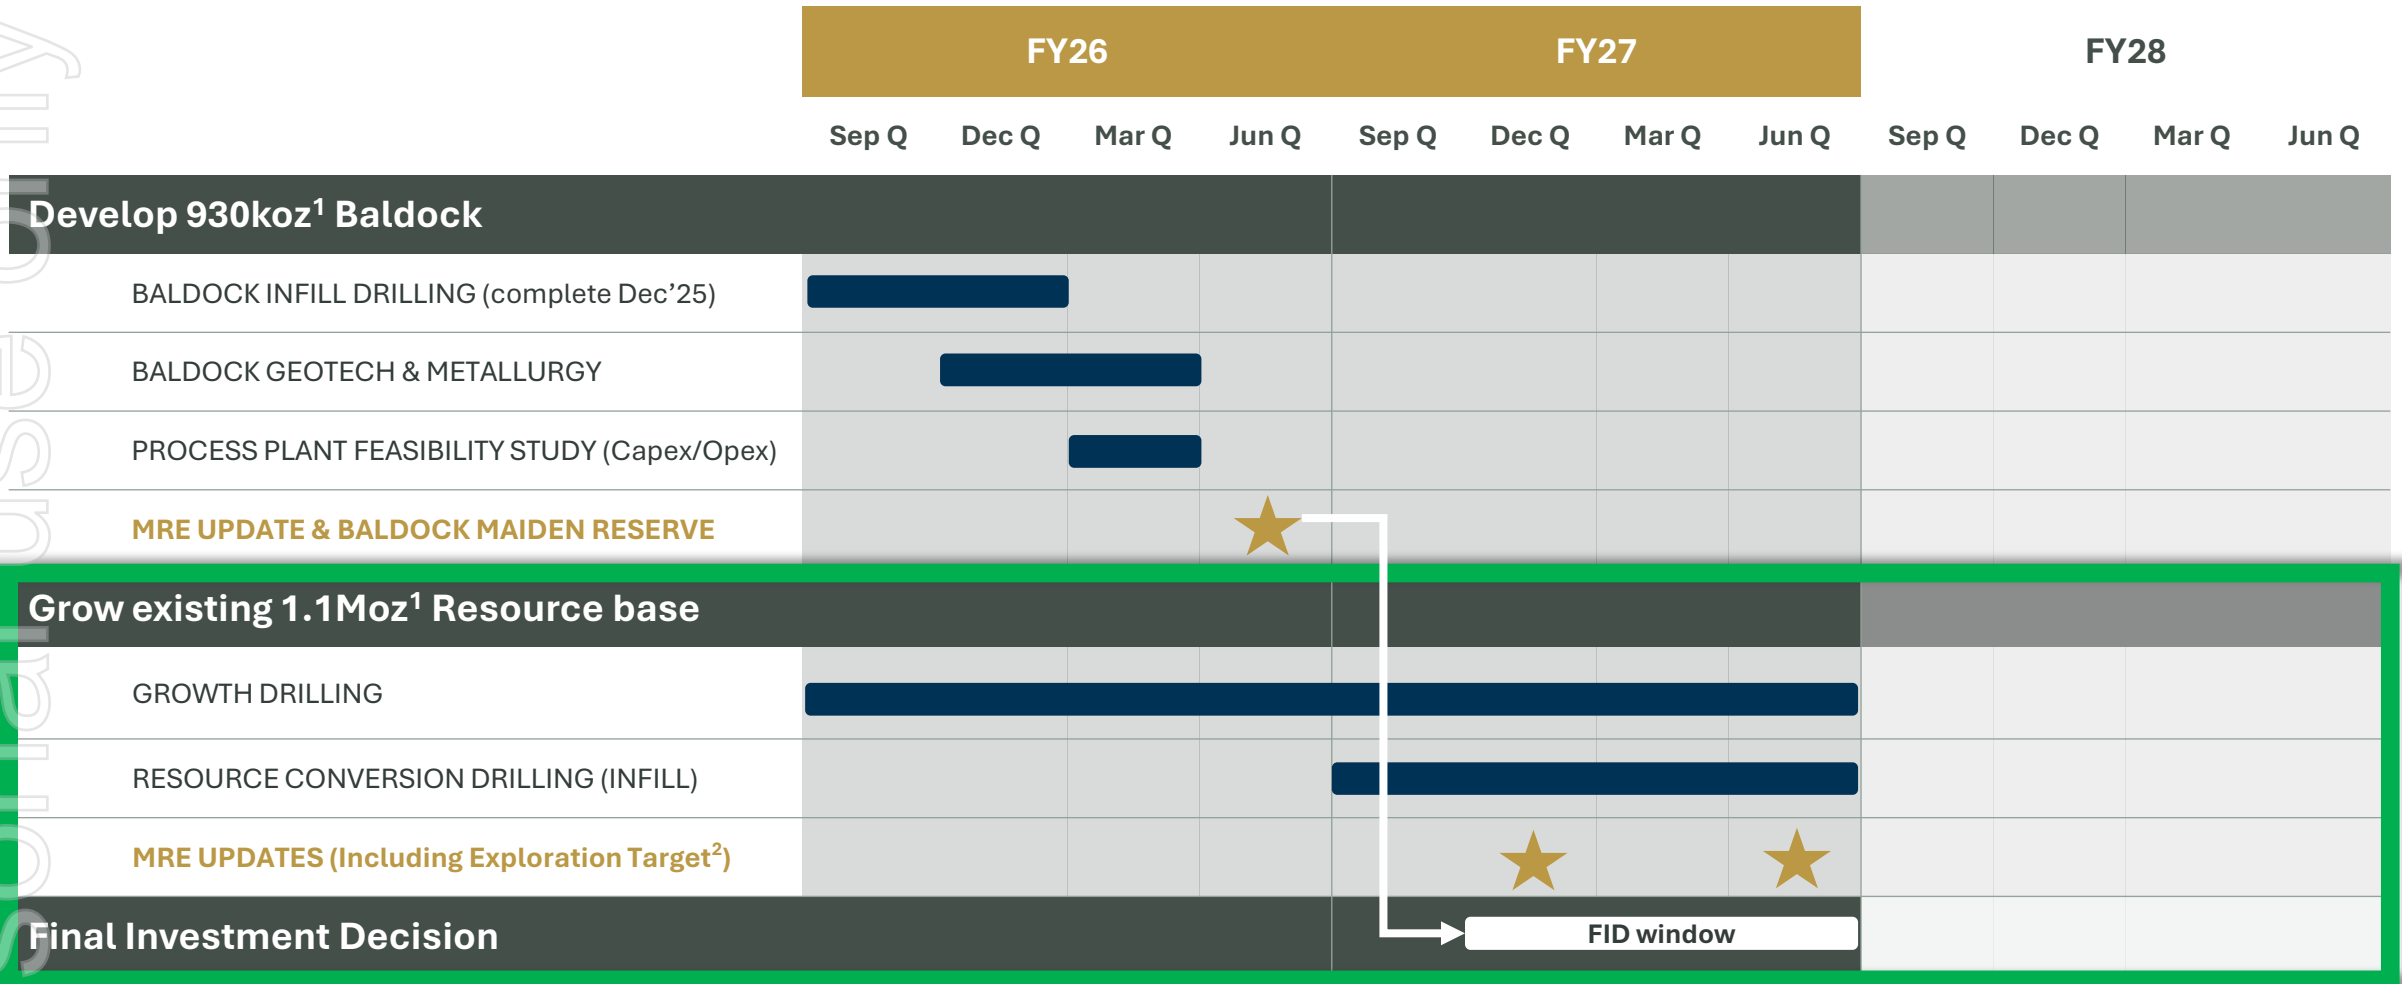 FY26 FY27 FY28
Sep Q Dec Q Mar Q Jun Q Sep Q Dec Q Mar Q Jun Q Sep Q Dec Q Mar Q Jun Q
Develop 930koz¹ Baldock
BALDOCK INFILL DRILLING (complete Dec’25)
BALDOCK GEOTECH & METALLURGY
PROCESS PLANT FEASIBILITY STUDY (Capex/Opex)
MRE UPDATE & BALDOCK MAIDEN RESERVE
Grow existing 1.1Moz¹ Resource base
GROWTH DRILLING
RESOURCE CONVERSION DRILLING (INFILL)
MRE UPDATES (Including Exploration Target²)
Final Investment Decision
FID window
use only